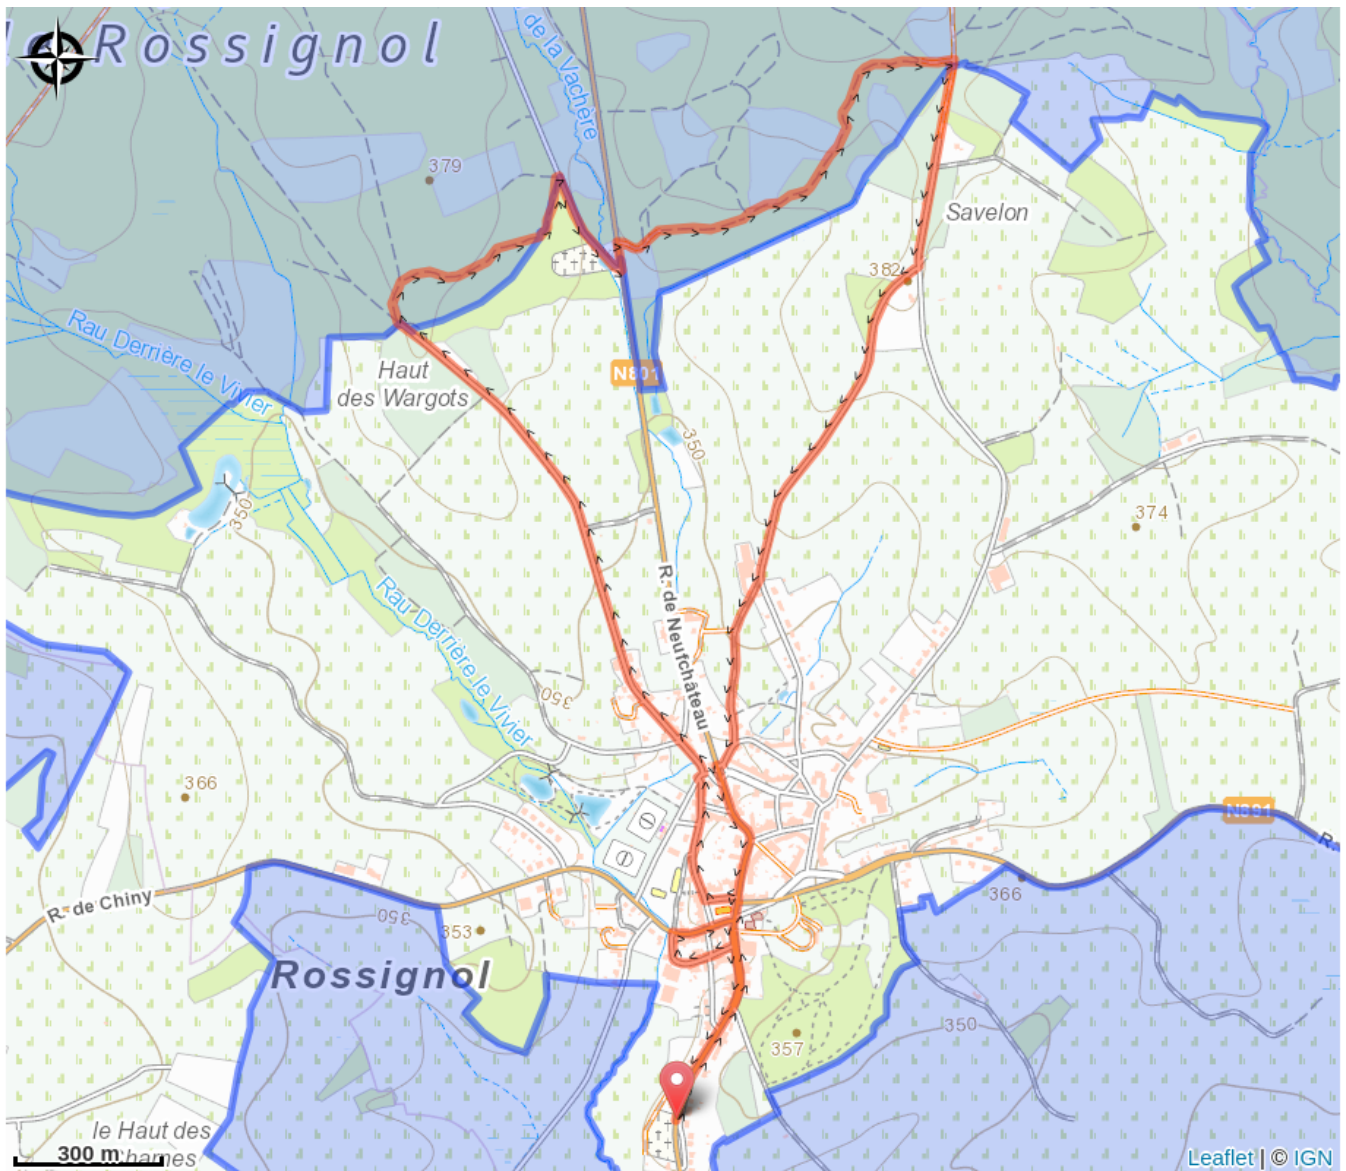 Rossignol
de la Vachère
379
Savelon
382
Rau Derrière le Vivier
Haut
des Wargots
N801
350
350
374
R. de Neufchâteau
Rau Derrière le Vivier
350
366
N891
R.
366
R. de Chiny
350
353
Rossignol
350
357
le Haut des
300 m
Leaflet | © IGN